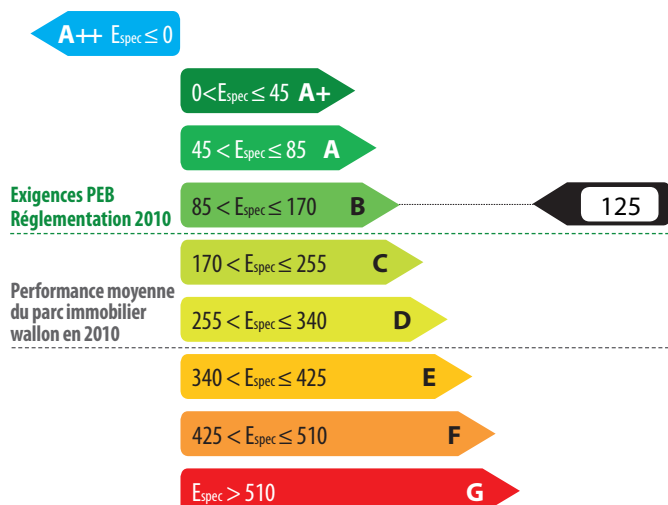 A++ Espec ≤ 0
0<Espec ≤ 45 A+
45 < Espec ≤ 85 A
Exigences PEB
Réglementation 2010
85 < Espec ≤ 170 B
125
170 < Espec ≤ 255 C
Performance moyenne
du parc immobilier
wallon en 2010
255 < Espec ≤ 340 D
340 < Espec ≤ 425 E
425 < Espec ≤ 510 F
Espec > 510 G